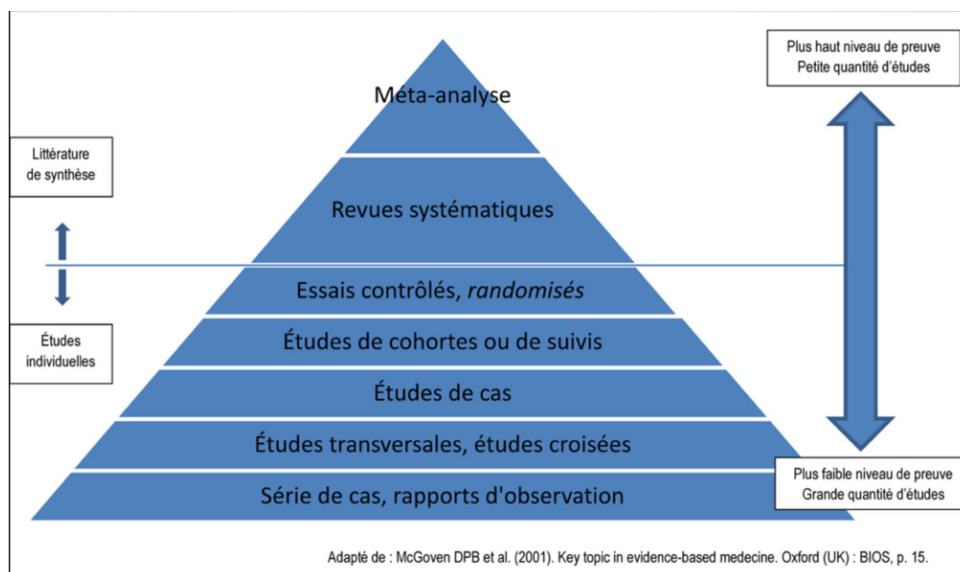 Plus haut niveau de preuve
Petite quantité d'études
Méta-analyse
Littérature
de synthèse
Revues systématiques
Essais contrôlés, randomisés
Études de cohortes ou de suivis
Études
individuelles
Études de cas
Études transversales, études croisées
Plus faible niveau de preuve
Grande quantité d'études
Série de cas, rapports d'observation
Adapté de : McGoven DPB et al. (2001). Key topic in evidence-based medecine. Oxford (UK) : BIOS, p. 15.